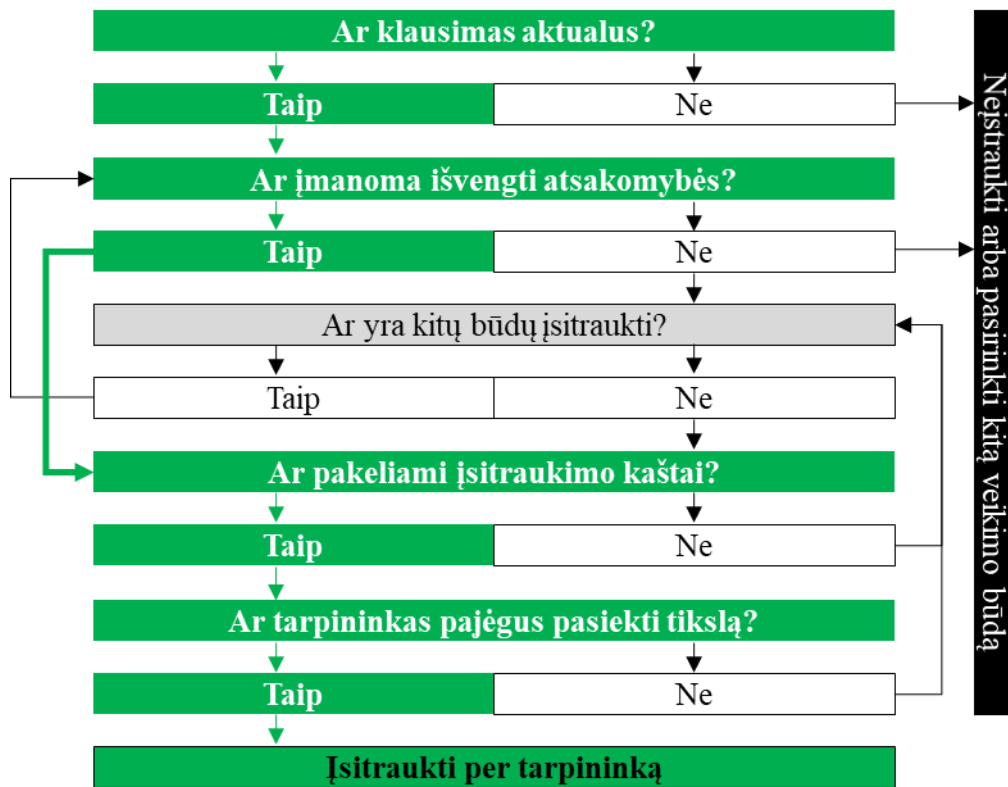 Ar klausimas aktualus?
Taip
Ne
Ar įmanoma išvengti atsakomybės?
Taip
Ne
Ar yra kitų būdų įsitraukti?
Taip
Ne
Ar pakeliami įsitraukimo kaštai?
Taip
Ne
Ar tarpininkas pajėgus pasiekti tikslą?
Taip
Ne
Įsitraukti per tarpininką
Neįstraukti arba pasirinkti kitą veikimo būdą